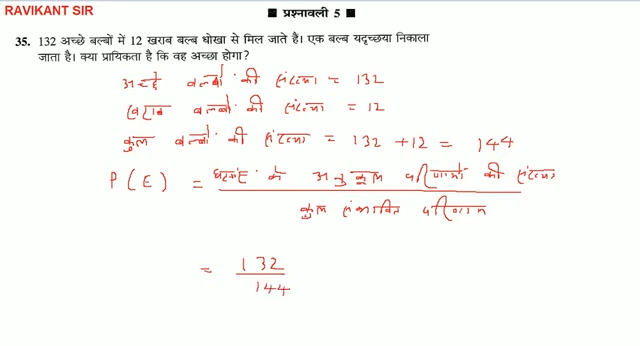 RAVIKANT SIR
■ प्रश्नावली 5 ■
35. 132 अच्छे बल्बों में 12 खराब बल्ब धोखा से मिल जाते हैं। एक बल्ब यदृच्छया निकाला
जाता है। क्या प्रायिकता है कि वह अच्छा होगा?
अच्छे बल्बों की संख्या = 132
खराब बल्बों की संख्या = 12
कुल बल्बों की संख्या = 132 + 12 = 144
P(E) = घटना E के अनुकूल परिणामों की संख्या
कुल संभावित परिणाम
= 132
144